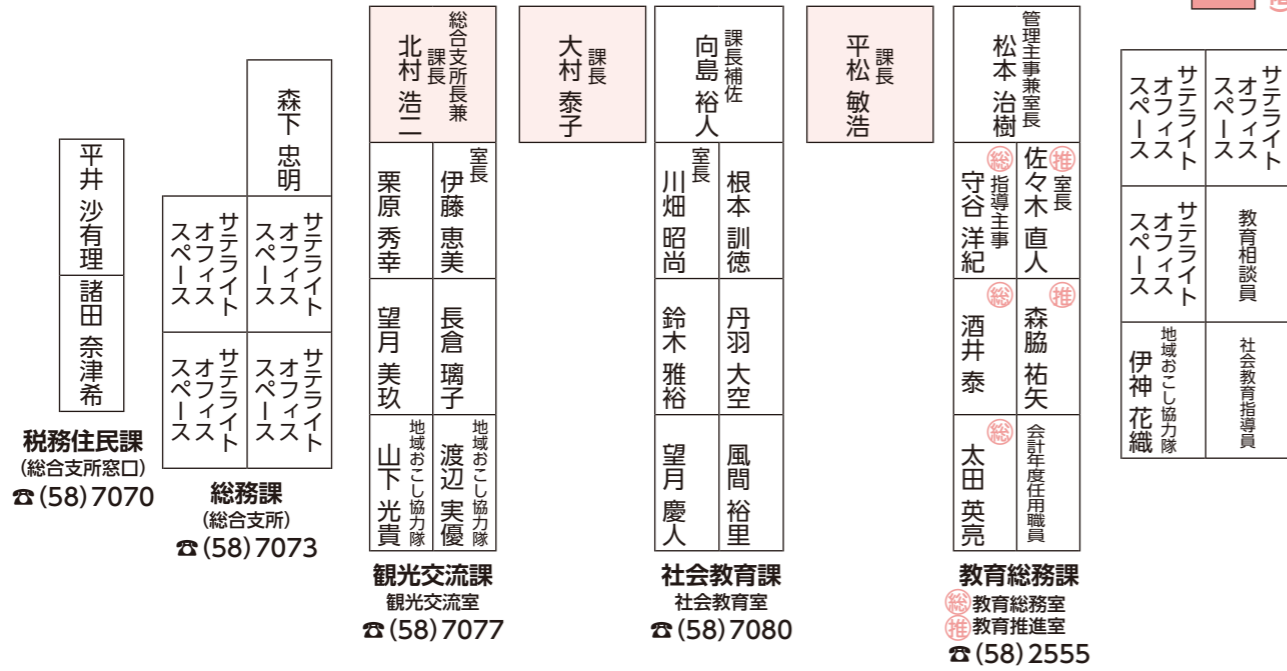 平井 沙有理
諸田 奈津希
税務住民課
(総合支所窓口)
☎(58)7070
森下 忠明
サテライト
オフィス
スペース
サテライト
オフィス
スペース
サテライト
オフィス
スペース
サテライト
オフィス
スペース
総務課
(総合支所)
☎(58)7073
総合支所長兼
課長
北村 浩二
室長
伊藤 恵美
栗原 秀幸
長倉 璃子
望月 美玖
地域おこし協力隊
渡辺 実優
地域おこし協力隊
山下 光貴
観光交流課
観光交流室
☎(58)7077
課長
大村 泰子
課長補佐
向島 裕人
根本 訓徳
室長
川畑 昭尚
丹羽 大空
鈴木 雅裕
風間 裕里
望月 慶人
社会教育課
社会教育室
☎(58)7080
課長
平松 敏浩
管理主事兼室長
松本 治樹
推 室長
佐々木 直人
総 指導主事
守谷 洋紀
推
森脇 祐矢
総
酒井 泰
会計年度任用職員
総
太田 英亮
教育総務課
総 教育総務室
推 教育推進室
☎(58)2555
サテライト
オフィス
スペース
サテライト
オフィス
スペース
教育相談員
サテライト
オフィス
スペース
社会教育指導員
地域おこし協力隊
伊神 花織